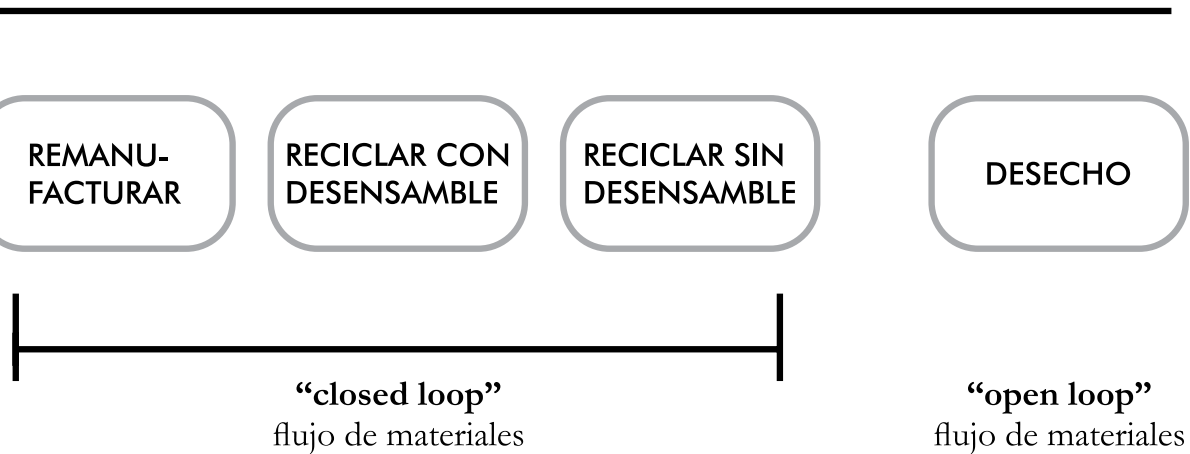 REMANU-
FACTURAR
RECICLAR CON
DESENSAMBLE
RECICLAR SIN
DESENSAMBLE
DESECHO
“closed loop”
flujo de materiales
“open loop”
flujo de materiales